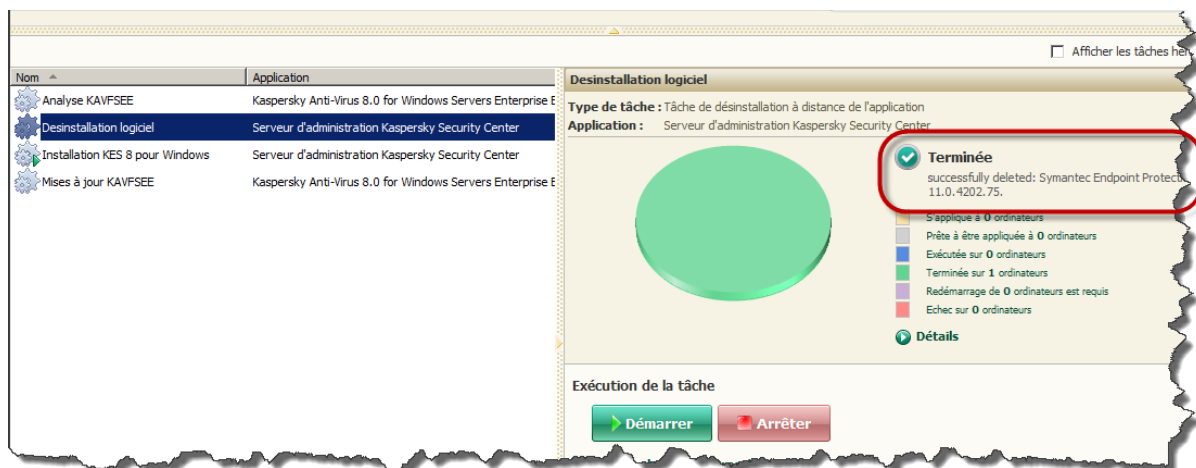 Afficher les tâches
Nom Application
Analyse KAVFSEE Kaspersky Anti-Virus 8.0 for Windows Servers Enterprise E
Desinstallation logiciel Serveur d'administration Kaspersky Security Center
Installation KES 8 pour Windows Serveur d'administration Kaspersky Security Center
Mises à jour KAVFSEE Kaspersky Anti-Virus 8.0 for Windows Servers Enterprise E
Desinstallation logiciel
Type de tâche : Tâche de désinstallation à distance de l'application
Application : Serveur d'administration Kaspersky Security Center
Terminée
successfully deleted: Symantec Endpoint Protect
11.0.4202.75.
S'applique à 0 ordinateurs
Prête à être appliquée à 0 ordinateurs
Exécutée sur 0 ordinateurs
Terminée sur 1 ordinateurs
Redémarrage de 0 ordinateurs est requis
Echec sur 0 ordinateurs
Détails
Exécution de la tâche
Démarrer Arrêter